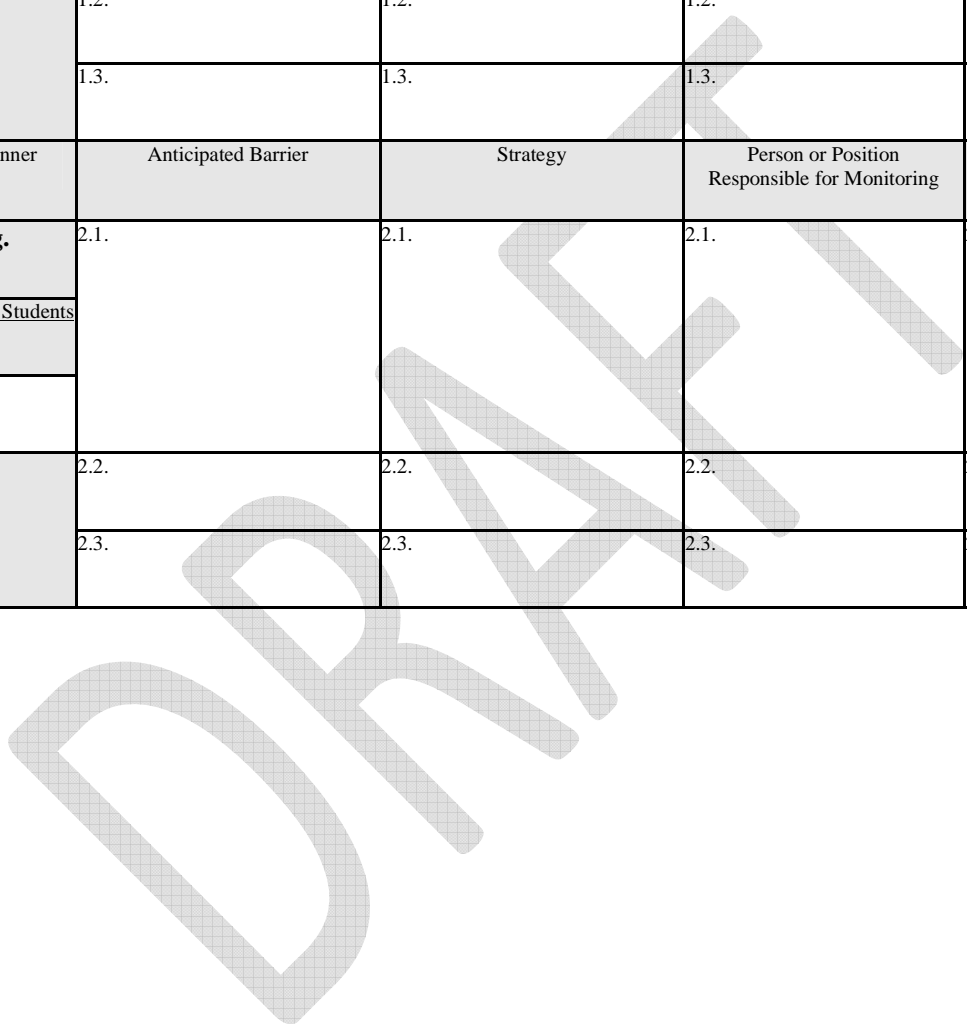 1.2. 1.2. 1.2.
1.3. 1.3. 1.3.
nner Anticipated Barrier Strategy Person or Position
Responsible for Monitoring
g. 2.1. 2.1. 2.1.
Students
2.2. 2.2. 2.2.
2.3. 2.3. 2.3.
DRAFT